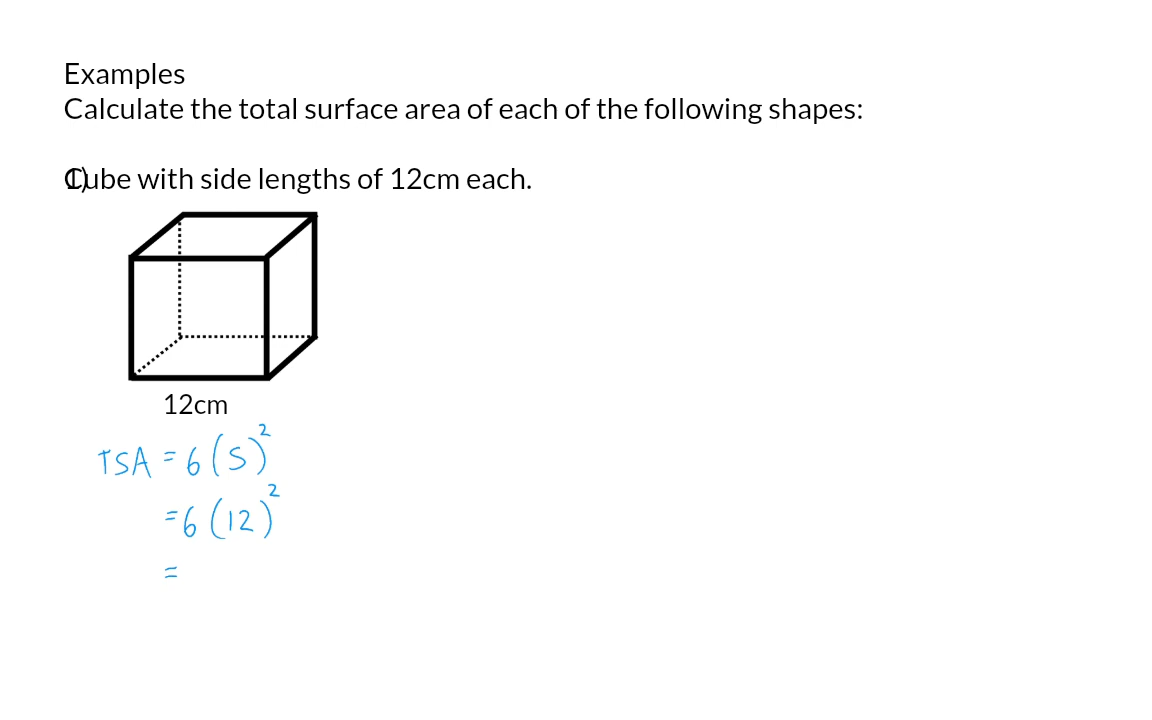 Examples
Calculate the total surface area of each of the following shapes:
1) Cube with side lengths of 12cm each.
12cm
TSA = 6(S)²
= 6(12)²
=